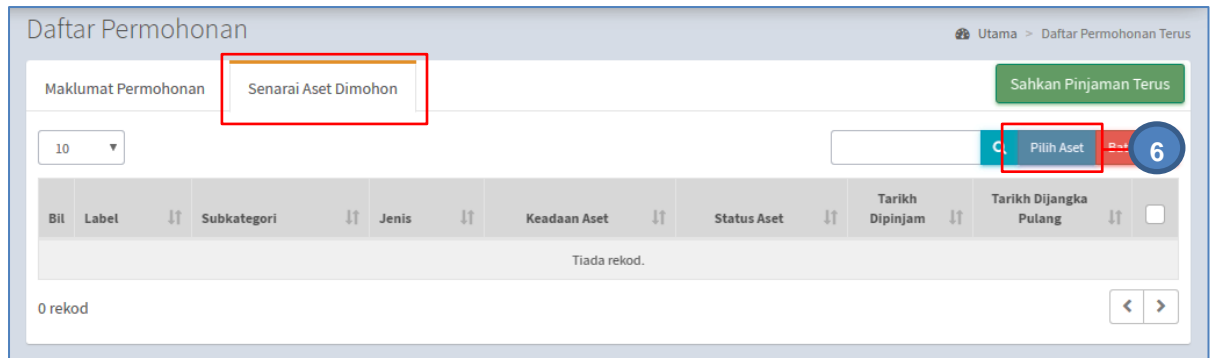 Daftar Permohonan
Utama > Daftar Permohonan Terus
Maklumat Permohonan Senarai Aset Dimohon Sahkan Pinjaman Terus
10 Pilih Aset 6
Bil Label Subkategori Jenis Keadaan Aset Status Aset Tarikh Dipinjam Tarikh Dijangka Pulang
Tiada rekod.
0 rekod